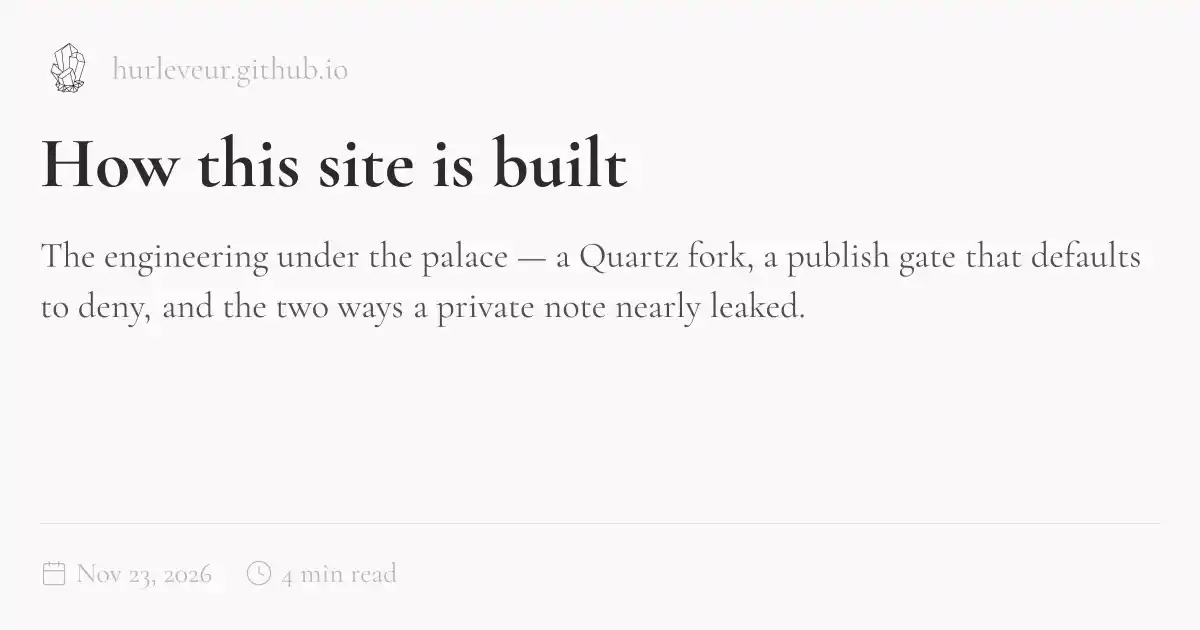 hurleveur.github.io
How this site is built
The engineering under the palace — a Quartz fork, a publish gate that defaults
to deny, and the two ways a private note nearly leaked.
Nov 23, 2026 4 min read